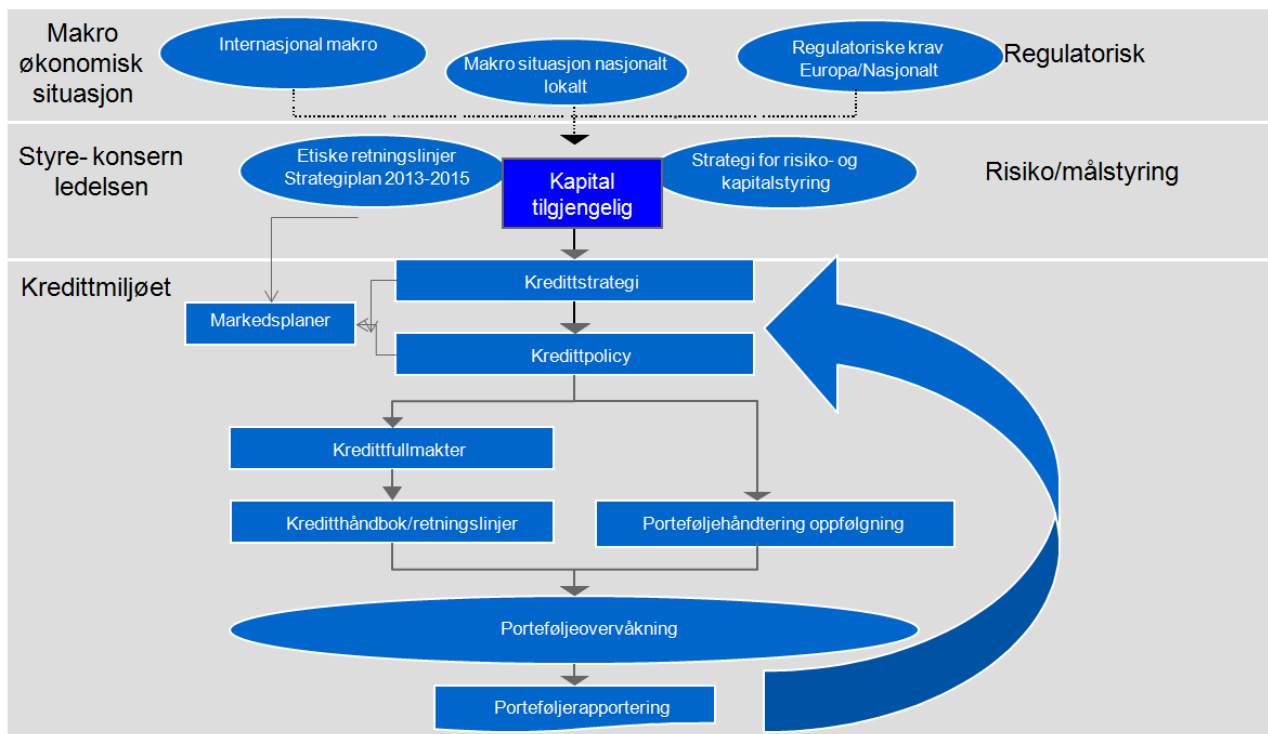 Makro
økonomisk
situasjon
Internasjonal makro
Makro situasjon nasjonalt
lokalt
Regulatoriske krav
Europa/Nasjonalt
Regulatorisk
Styre- konsern
ledelsen
Etiske retningslinjer
Strategiplan 2013-2015
Kapital
tilgjengelig
Strategi for risiko- og
kapitalstyring
Risiko/målstyring
Kredittmiljøet
Kredittstrategi
Markedsplaner
Kredittpolicy
Kredittfullmakter
Kreditthåndbok/retningslinjer
Porteføljehåndtering oppfølgning
Porteføljeovervåkning
Porteføljerapportering